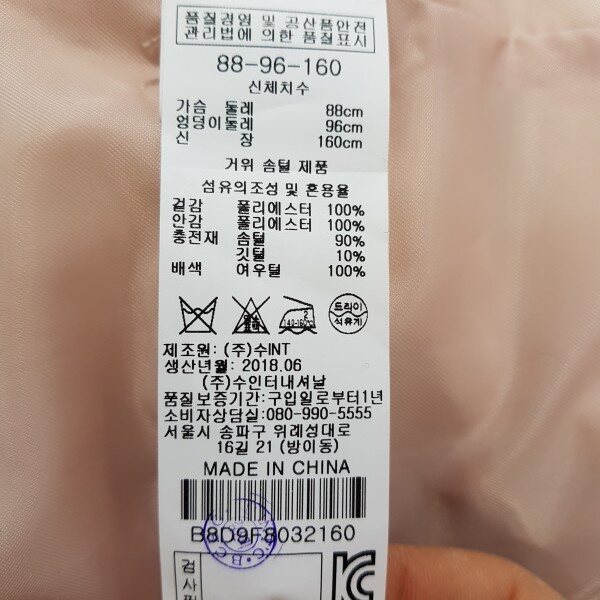 품질경영 및 공산품안전
관리법에 의한 품질표시
88-96-160
신체치수
가슴 둘레 88cm
엉덩이둘레 96cm
신 장 160cm
거위 솜털 제품
섬유의조성 및 혼용율
겉감 폴리에스터 100%
안감 폴리에스터 100%
충전재 솜털 90%
깃털 10%
배색 여우털 100%
2
140-160℃
드라이
석유계
제조원: (주)수INT
생산년월: 2018.06
(주)수인터내셔날
품질보증기간:구입일로부터1년
소비자상담실:080-990-5555
서울시 송파구 위례성대로
16길 21 (방이동)
MADE IN CHINA
B8D9F8032160
검
사